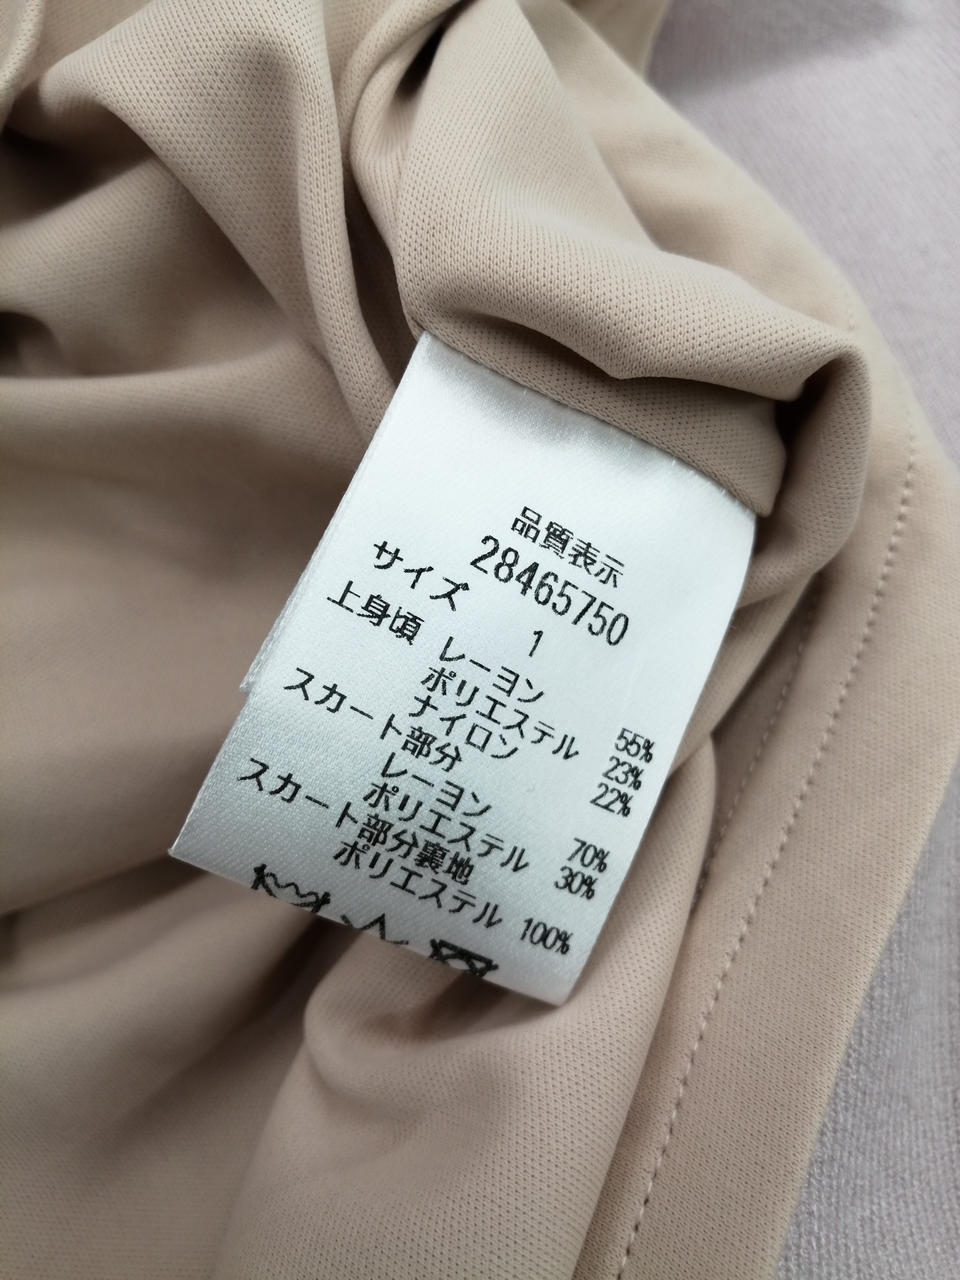 品質表示
28465750
サイズ 1
上身頃
レーヨン 55%
ポリエステル 23%
ナイロン 22%
スカート部分
レーヨン 70%
ポリエステル 30%
スカート部分裏地
ポリエステル 100%